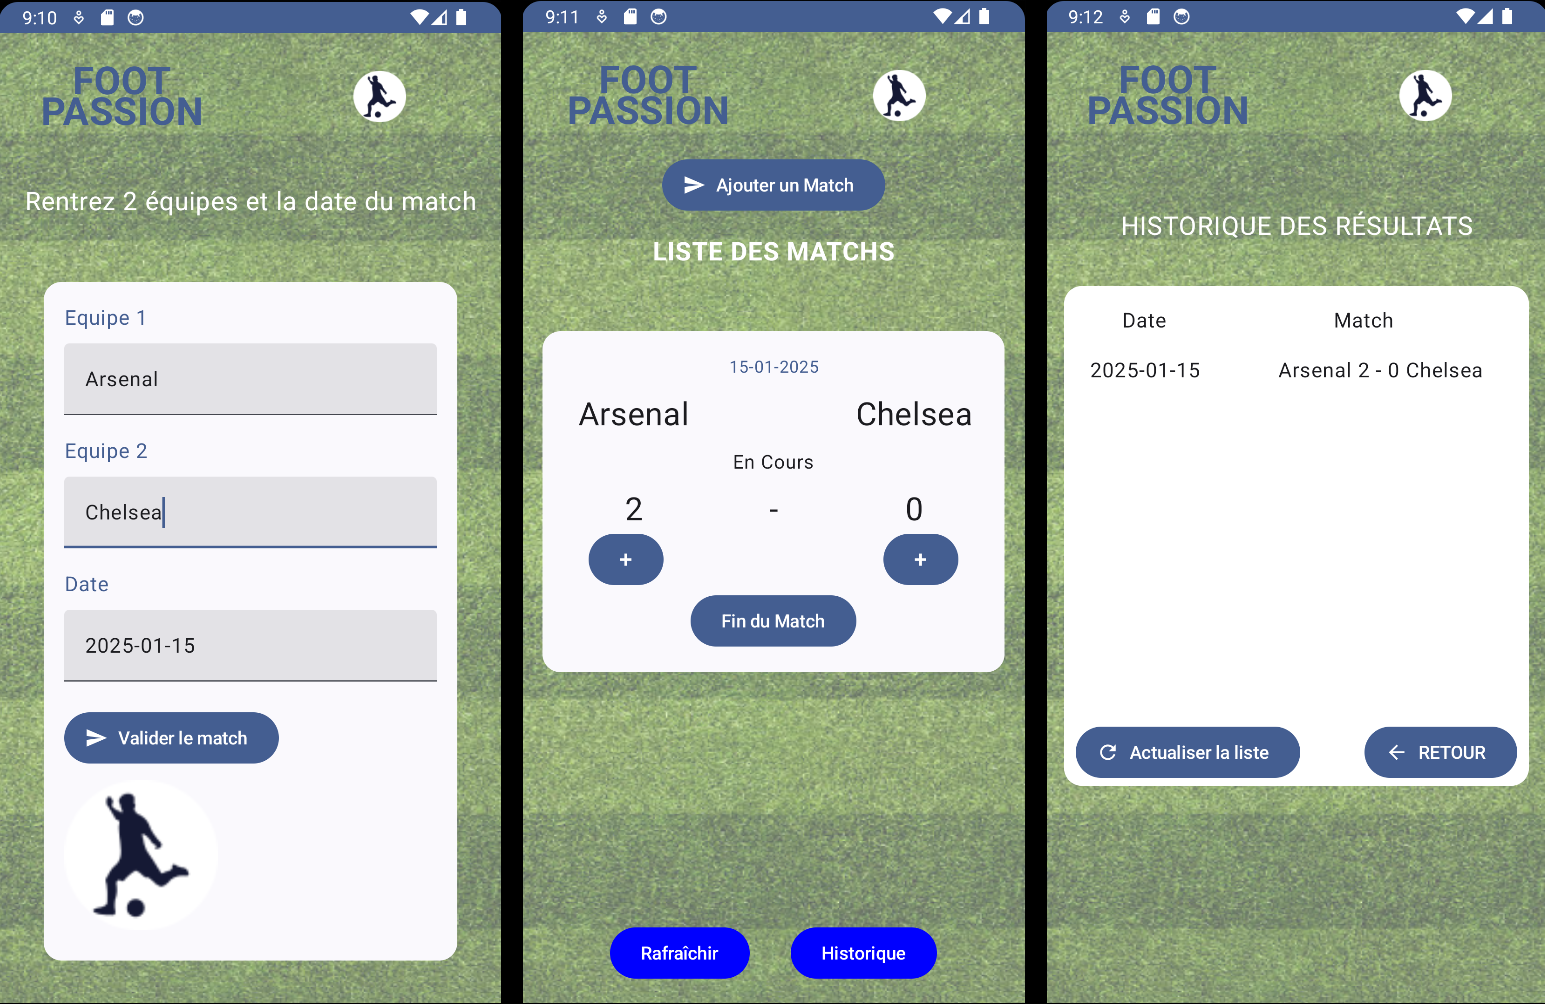 9:10
FOOT
PASSION
Rentrez 2 équipes et la date du match
Equipe 1
Arsenal
Equipe 2
Chelsea
Date
2025-01-15
Valider le match
9:11
FOOT
PASSION
Ajouter un Match
LISTE DES MATCHS
15-01-2025
Arsenal Chelsea
En Cours
2 - 0
+ +
Fin du Match
Rafraîchir Historique
9:12
FOOT
PASSION
HISTORIQUE DES RÉSULTATS
Date Match
2025-01-15 Arsenal 2 - 0 Chelsea
Actualiser la liste RETOUR